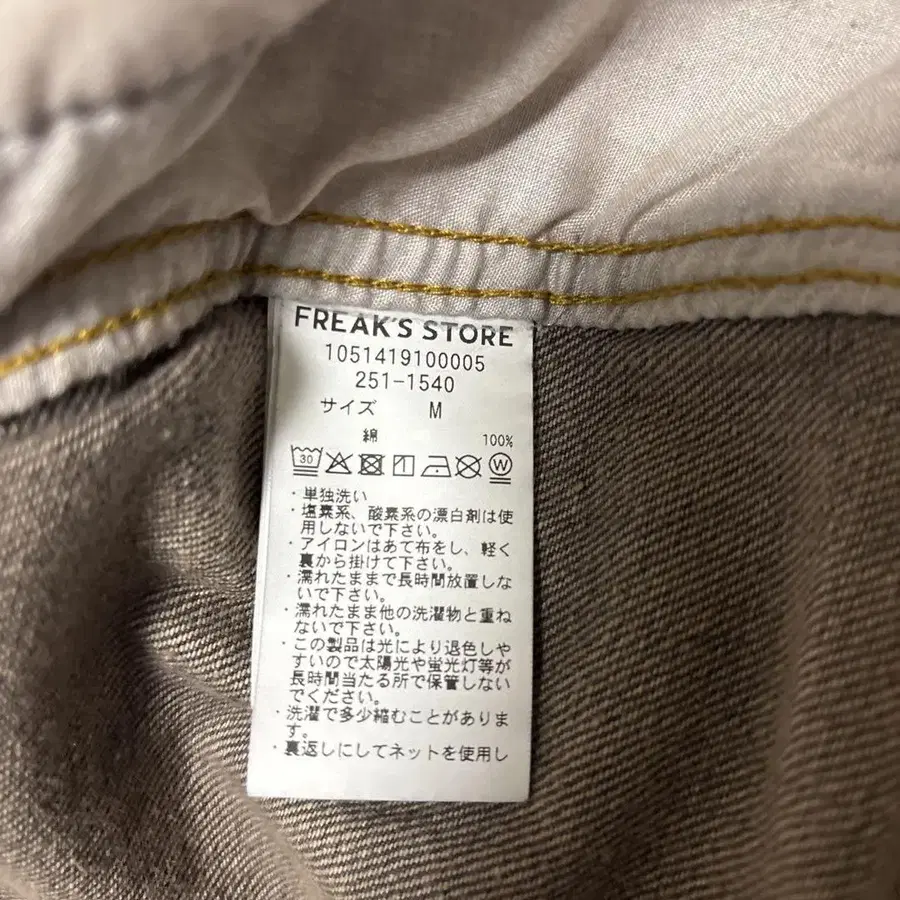 FREAK'S STORE
1051419100005
251-1540
サイズ M
綿 100%
30 W
・単独洗い
・塩素系、酸素系の漂白剤は使
用しないで下さい。
・アイロンはあて布をし、軽く
裏から掛けて下さい。
・濡れたままで長時間放置しな
いで下さい。
・濡れたまま他の洗濯物と重ね
ないで下さい。
・この製品は光により退色しや
すいので太陽光や蛍光灯等が
長時間当たる所で保管しない
でください。
・洗濯で多少縮むことがありま
す。
・裏返しにしてネットを使用し